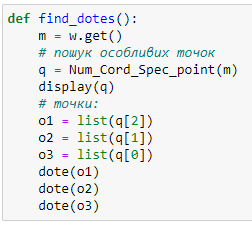 def find_dotes():
    m = w.get()
    # пошук особливих точок
    q = Num_Cord_Spec_point(m)
    display(q)
    # точки:
    o1 = list(q[2])
    o2 = list(q[1])
    o3 = list(q[0])
    dote(o1)
    dote(o2)
    dote(o3)